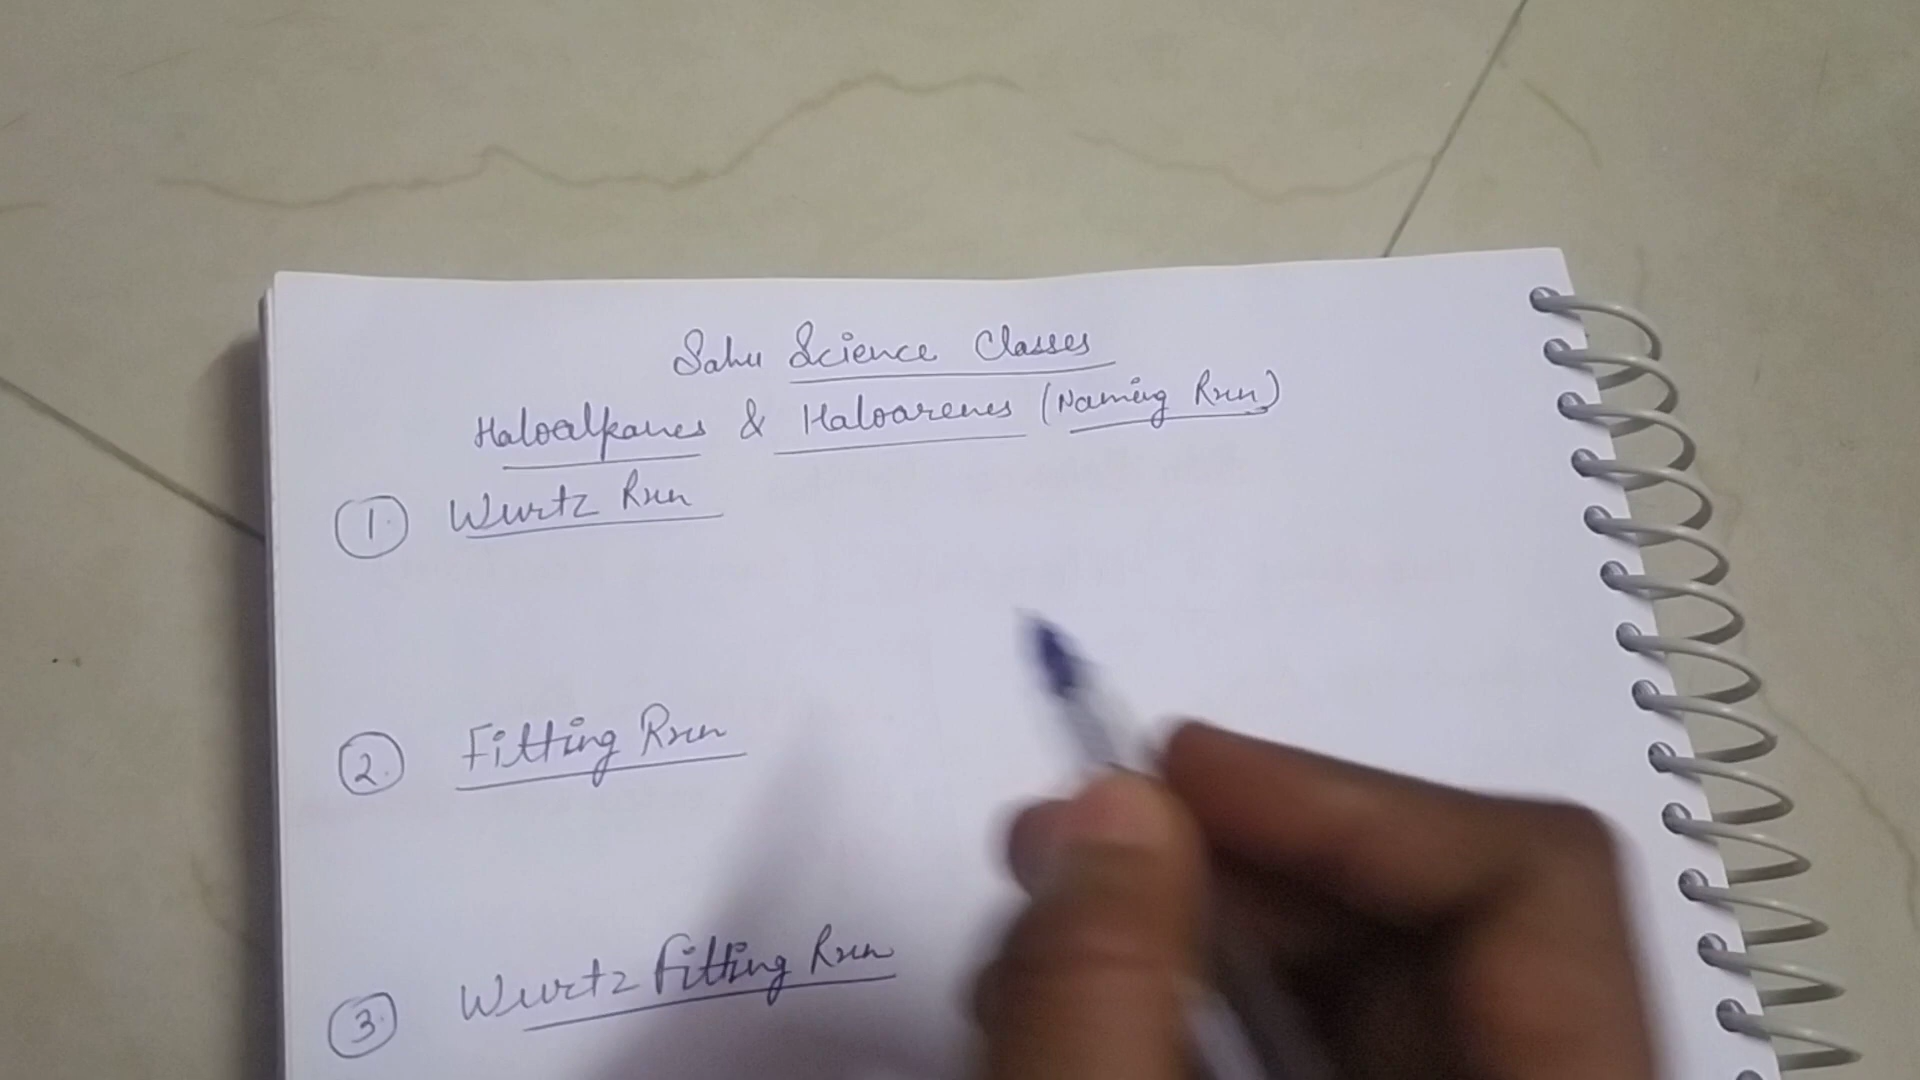 Sahu Science Classes
Haloalkanes & Haloarenes (Naming Rxn)
1. Wurtz Rxn
2. Fitting Rxn
3. Wurtz Fitting Rxn